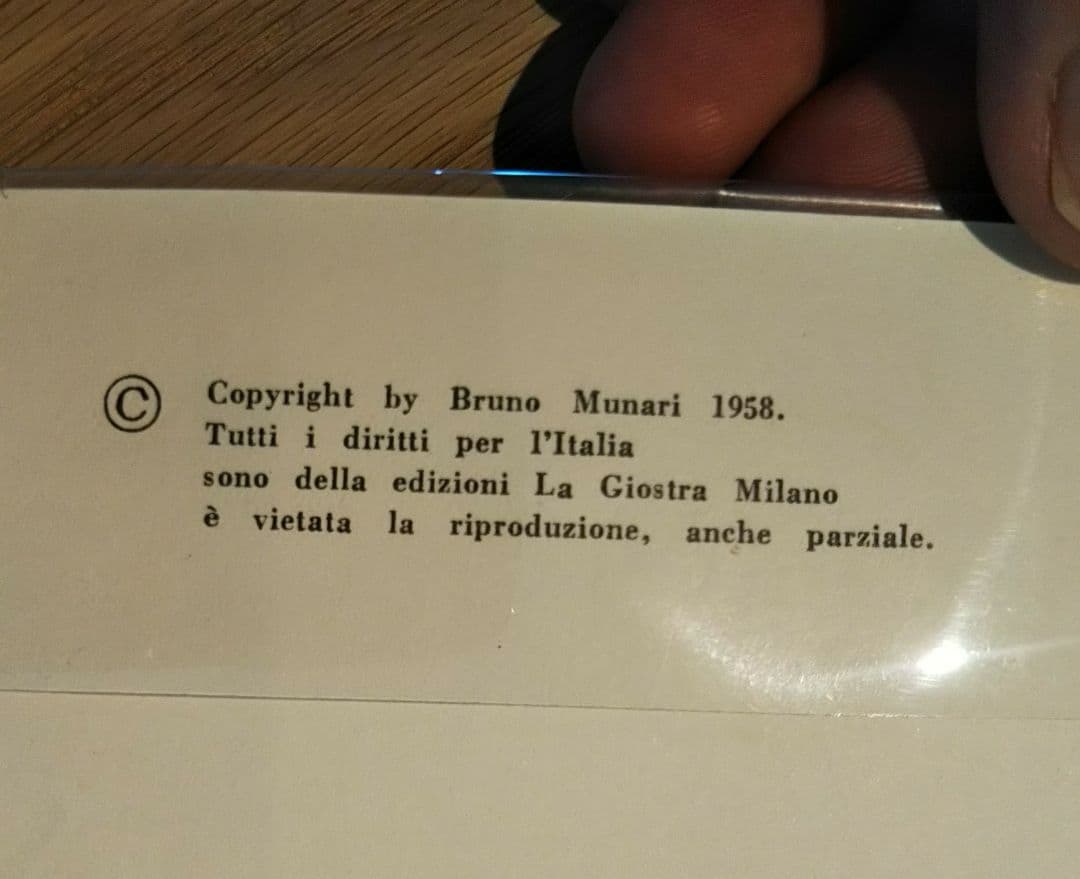 © Copyright by Bruno Munari 1958.
Tutti i diritti per l'Italia
sono della edizioni La Giostra Milano
è vietata la riproduzione, anche parziale.